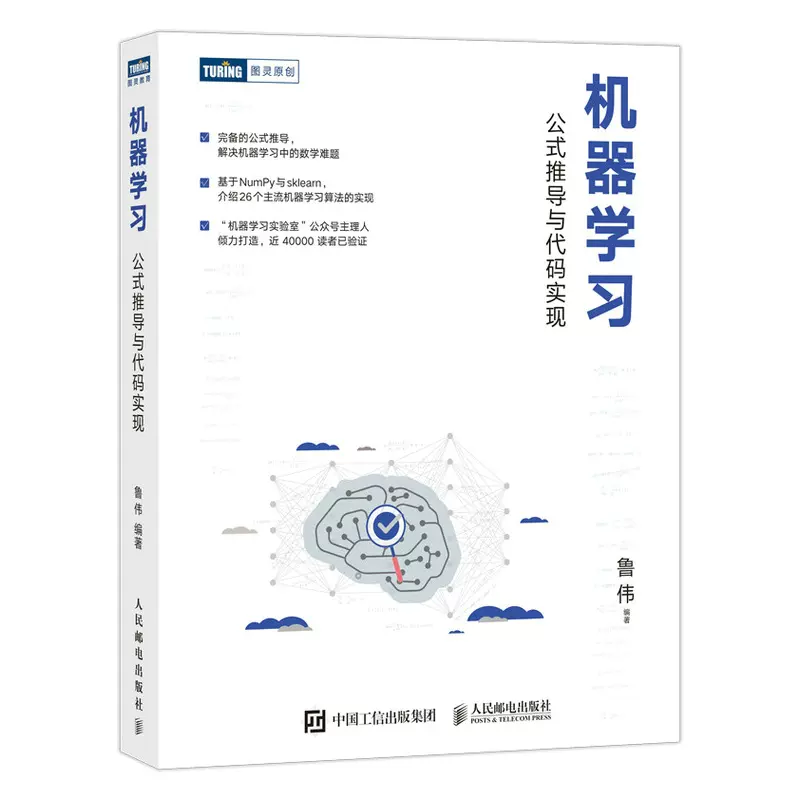 TURING
图灵教育
机器学习
公式推导与代码实现
鲁伟 编著
人民邮电出版社
TURING 图灵原创
完备的公式推导,
解决机器学习中的数学难题
基于NumPy与sklearn,
介绍26个主流机器学习算法的实现
“机器学习实验室”公众号主理人
倾力打造，近 40000 读者已验证
机器学习
公式推导与代码实现
鲁伟 编著
中国工信出版集团
人民邮电出版社
POSTS & TELECOM PRESS